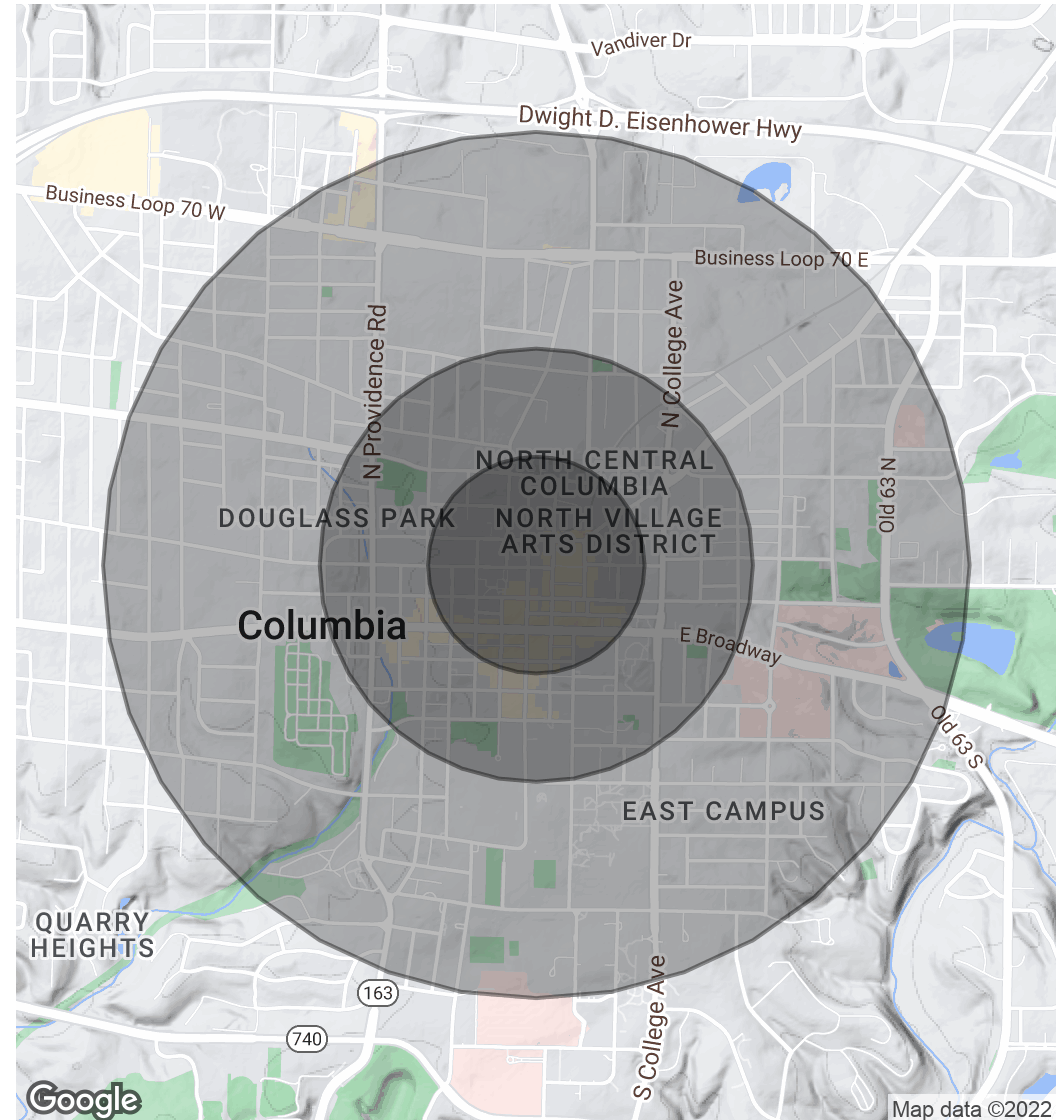 Vandiver Dr
Dwight D. Eisenhower Hwy
Business Loop 70 W
Business Loop 70 E
N Providence Rd
N College Ave
NORTH CENTRAL
COLUMBIA
Old 63 N
DOUGLASS PARK
NORTH VILLAGE
ARTS DISTRICT
Columbia
E Broadway
Old 63 S
EAST CAMPUS
QUARRY
HEIGHTS
163
740
S College Ave
Google
Map data ©2022